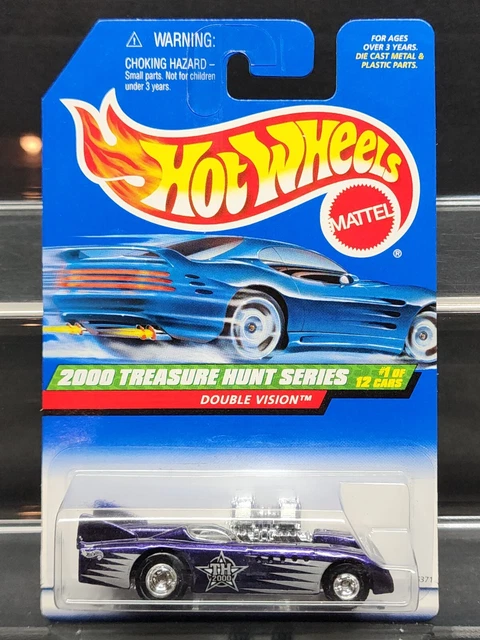 ⚠ WARNING:
CHOKING HAZARD –
Small parts. Not for children
under 3 years.
FOR AGES
OVER 3 YEARS.
DIE CAST METAL &
PLASTIC PARTS.
HOT WHEELS
MATTEL
®
2000 TREASURE HUNT SERIES
#1 OF
12 CARS
DOUBLE VISION™
TH
2000
371